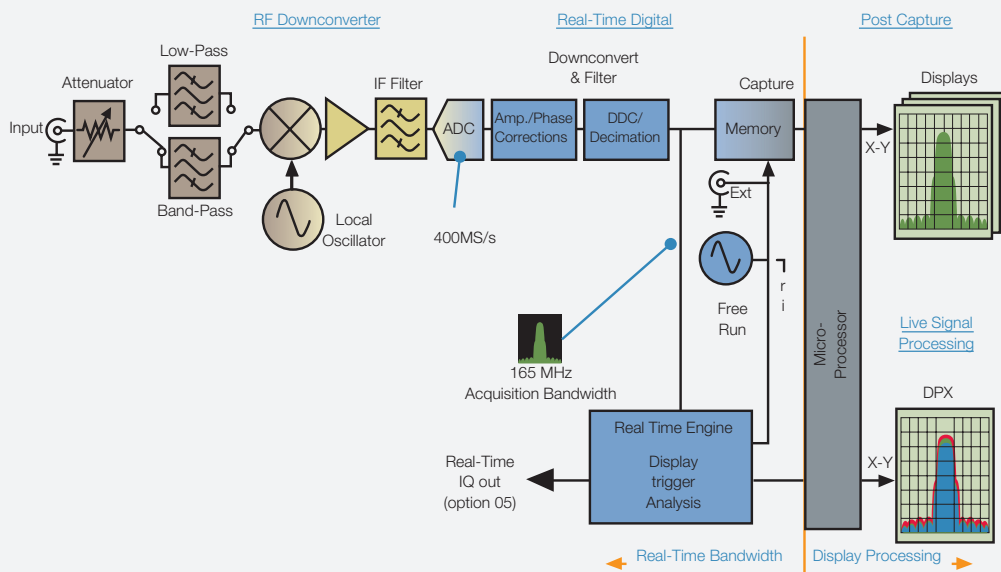 RF Downconverter
Real-Time Digital
Post Capture
Low-Pass
Downconvert
& Filter
Attenuator
IF Filter
Capture
Displays
Input
ADC
Amp./Phase
Corrections
DDC/
Decimation
Memory
X-Y
Band-Pass
Ext
Local
Oscillator
400MS/s
r
i
Free
Run
Micro-
Processor
Live Signal
Processing
165 MHz
Acquisition Bandwidth
DPX
Real Time Engine
Display
trigger
Analysis
Real-Time
IQ out
(option 05)
X-Y
Real-Time Bandwidth
Display Processing